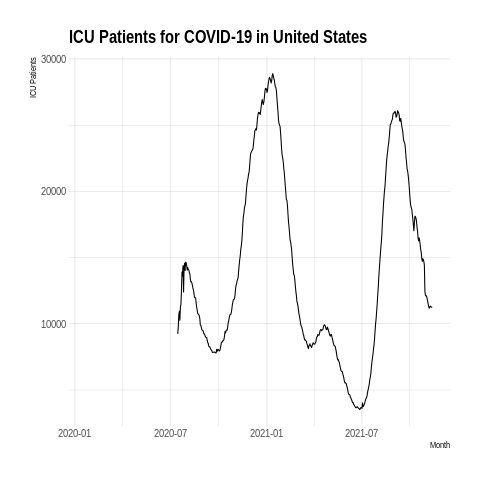 ICU Patients for COVID-19 in United States
ICU Patients
30000
20000
10000
2020-01 2020-07 2021-01 2021-07
Month